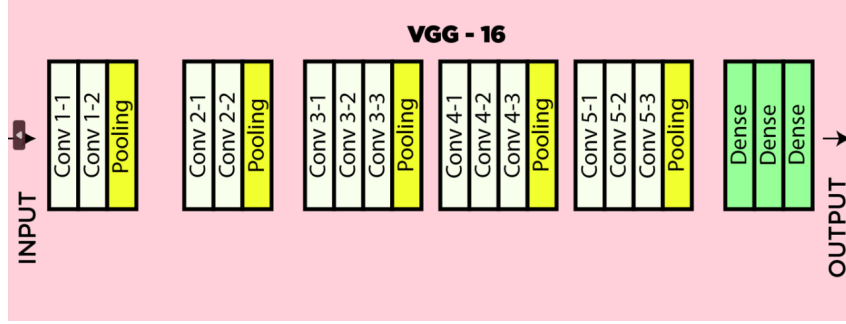 VGG - 16
INPUT
Conv 1-1
Conv 1-2
Pooling
Conv 2-1
Conv 2-2
Pooling
Conv 3-1
Conv 3-2
Conv 3-3
Pooling
Conv 4-1
Conv 4-2
Conv 4-3
Pooling
Conv 5-1
Conv 5-2
Conv 5-3
Pooling
Dense
Dense
Dense
OUTPUT